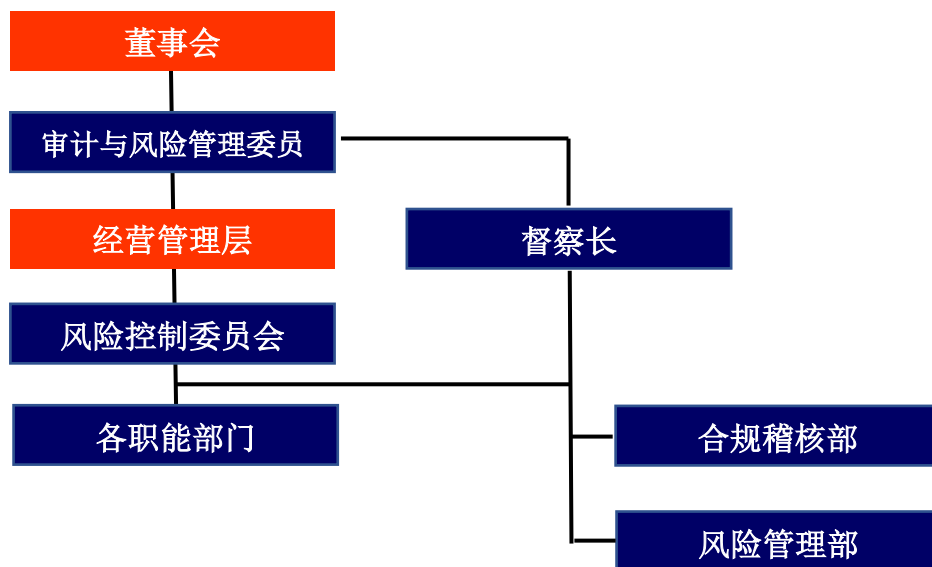 董事会
审计与风险管理委员
经营管理层
督察长
风险控制委员会
各职能部门
合规稽核部
风险管理部